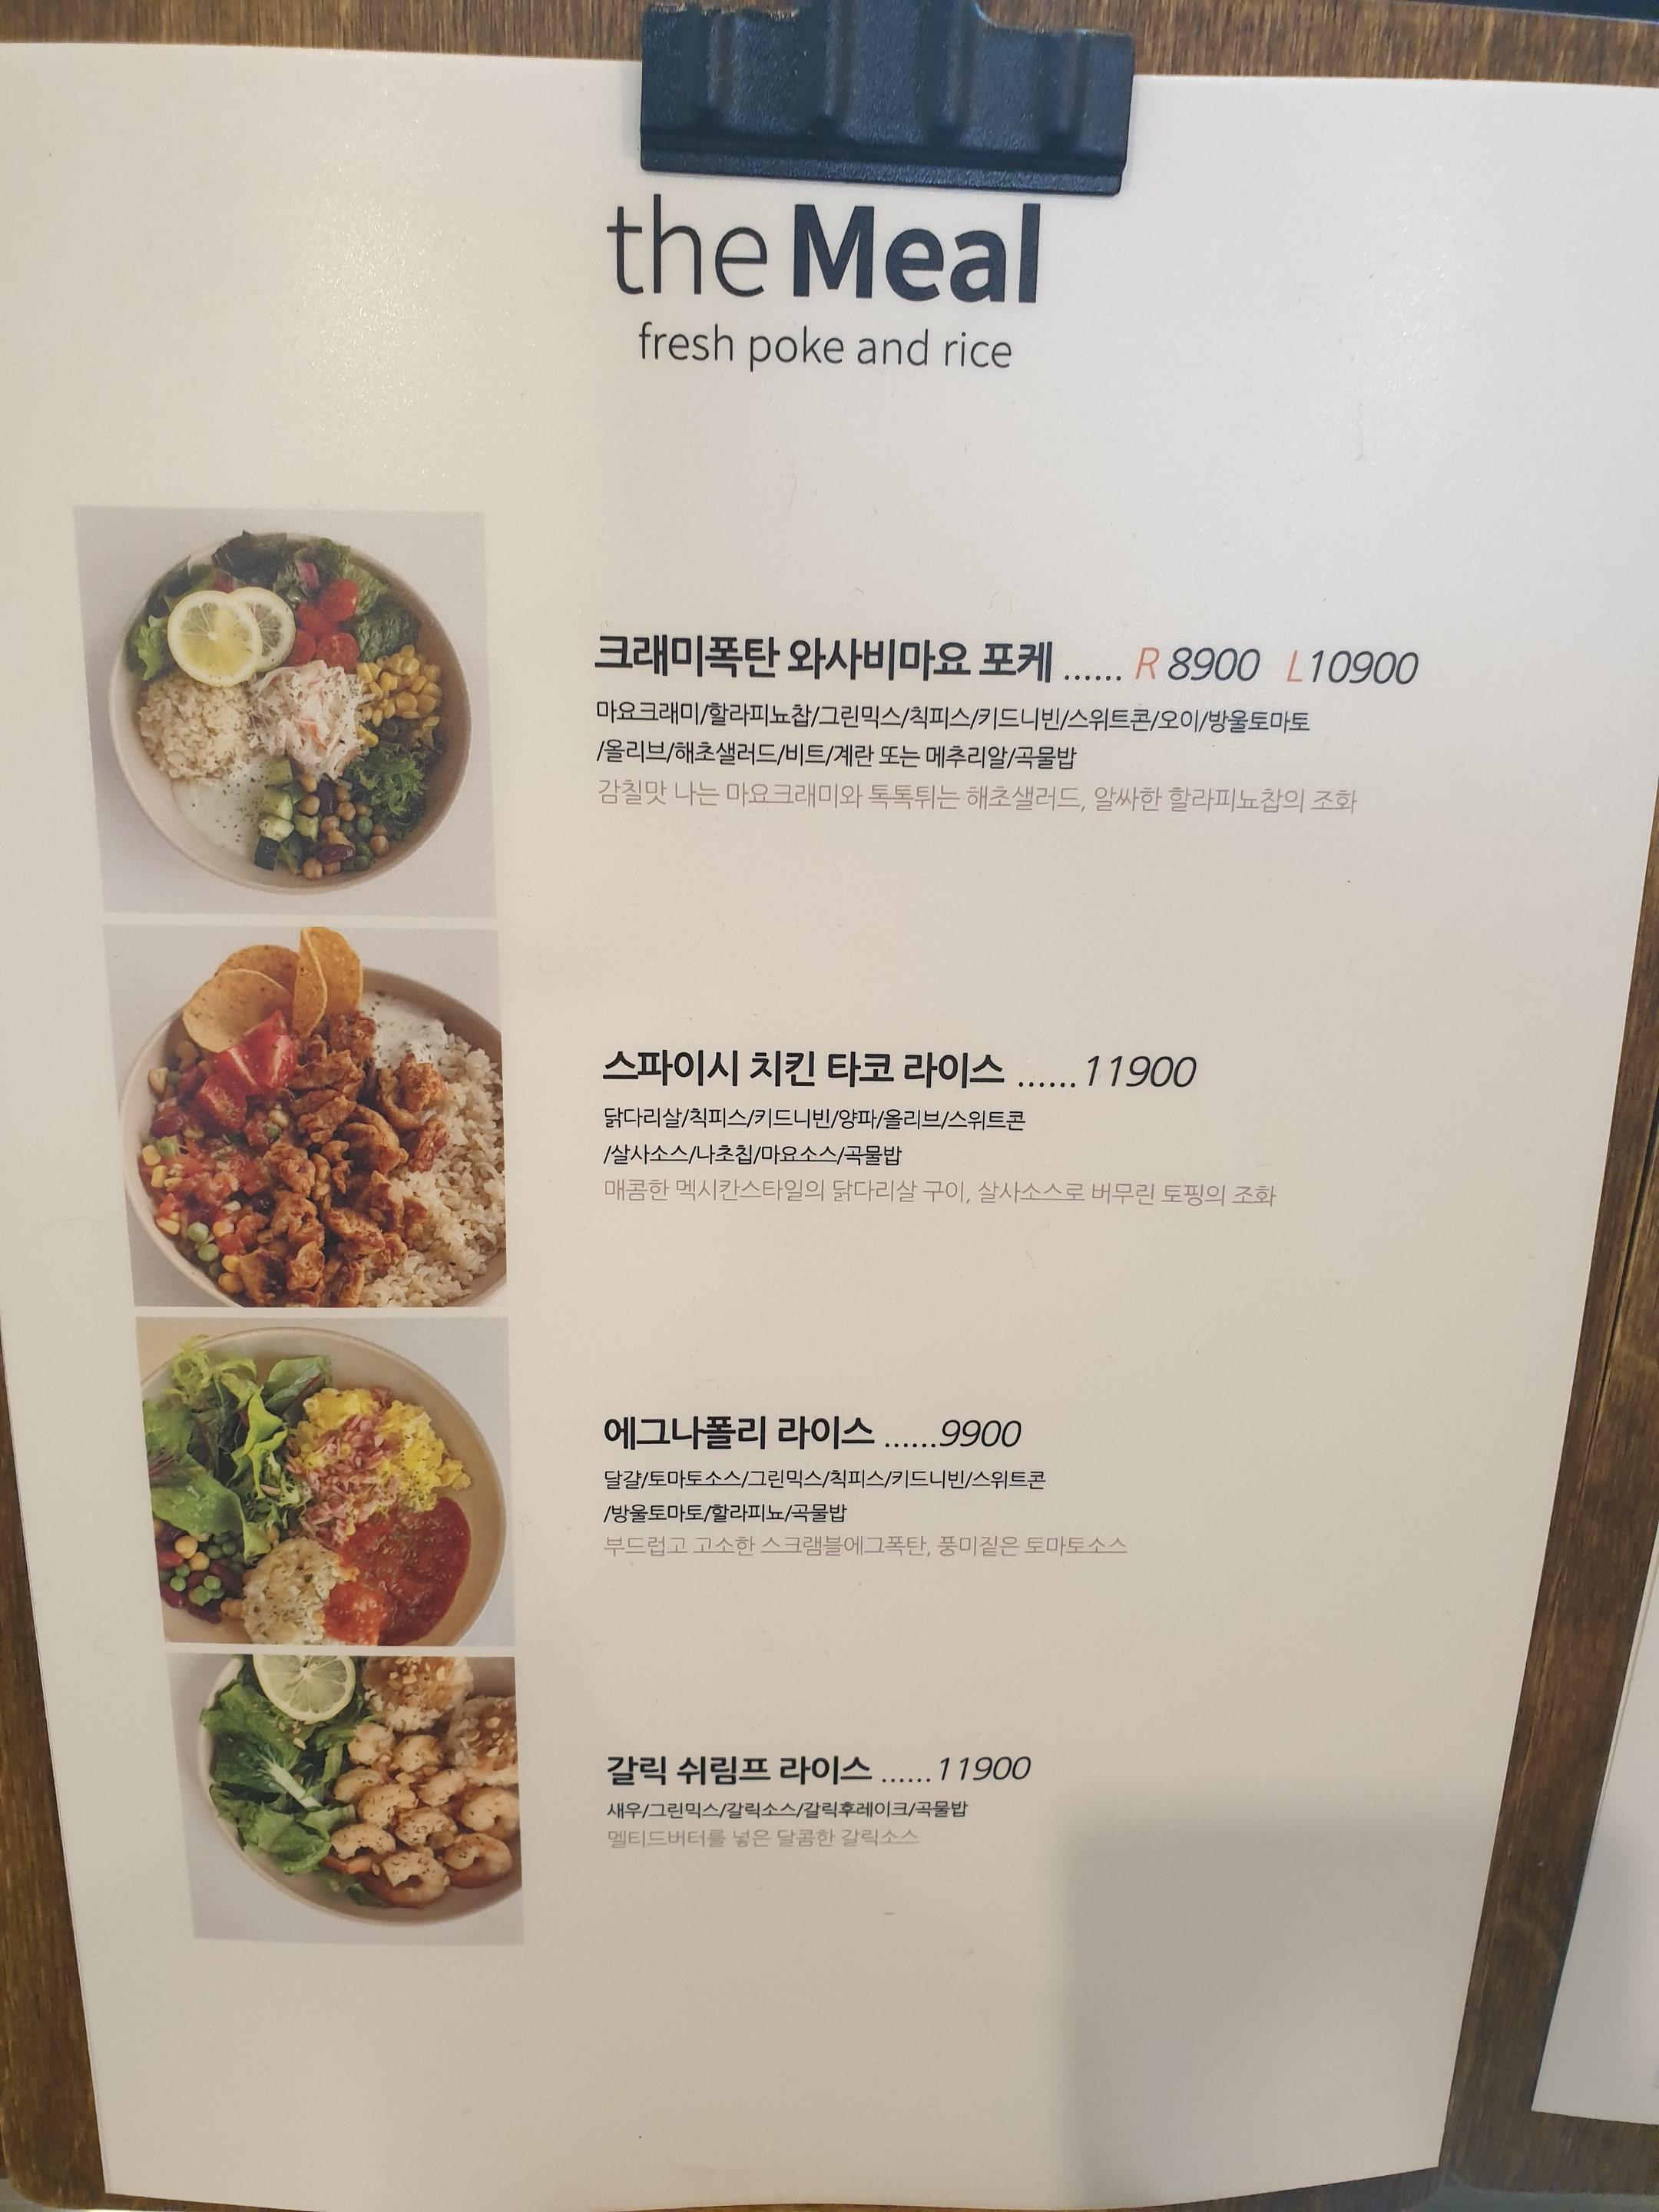 the Meal
fresh poke and rice
크래미폭탄 와사비마요 포케 ...... R 8900 L 10900
마요크래미/할라피뇨찹/그린믹스/칙피스/키드니빈/스위트콘/오이/방울토마토
/올리브/해초샐러드/비트/계란 또는 메추리알/곡물밥
감칠맛 나는 마요크래미와 톡톡튀는 해초샐러드, 알싸한 할라피뇨찹의 조화
스파이시 치킨 타코 라이스 ......11900
닭다리살/칙피스/키드니빈/양파/올리브/스위트콘
/살사소스/나초칩/마요소스/곡물밥
매콤한 멕시칸스타일의 닭다리살 구이, 살사소스로 버무린 토핑의 조화
에그나폴리 라이스 ......9900
달걀/토마토소스/그린믹스/칙피스/키드니빈/스위트콘
/방울토마토/할라피뇨/곡물밥
부드럽고 고소한 스크램블에그폭탄, 풍미짙은 토마토소스
갈릭 쉬림프 라이스 ......11900
새우/그린믹스/갈릭소스/갈릭후레이크/곡물밥
멜티드버터를 넣은 달콤한 갈릭소스